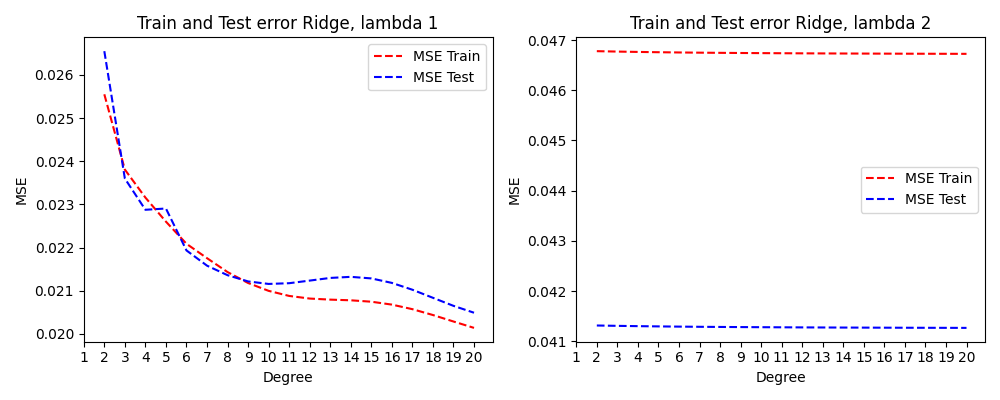 Train and Test error Ridge, lambda 1
MSE
0.026
0.025
0.024
0.023
0.022
0.021
0.020
MSE Train
MSE Test
1 2 3 4 5 6 7 8 9 10 11 12 13 14 15 16 17 18 19 20
Degree
Train and Test error Ridge, lambda 2
MSE
0.047
0.046
0.045
0.044
0.043
0.042
0.041
MSE Train
MSE Test
1 2 3 4 5 6 7 8 9 10 11 12 13 14 15 16 17 18 19 20
Degree